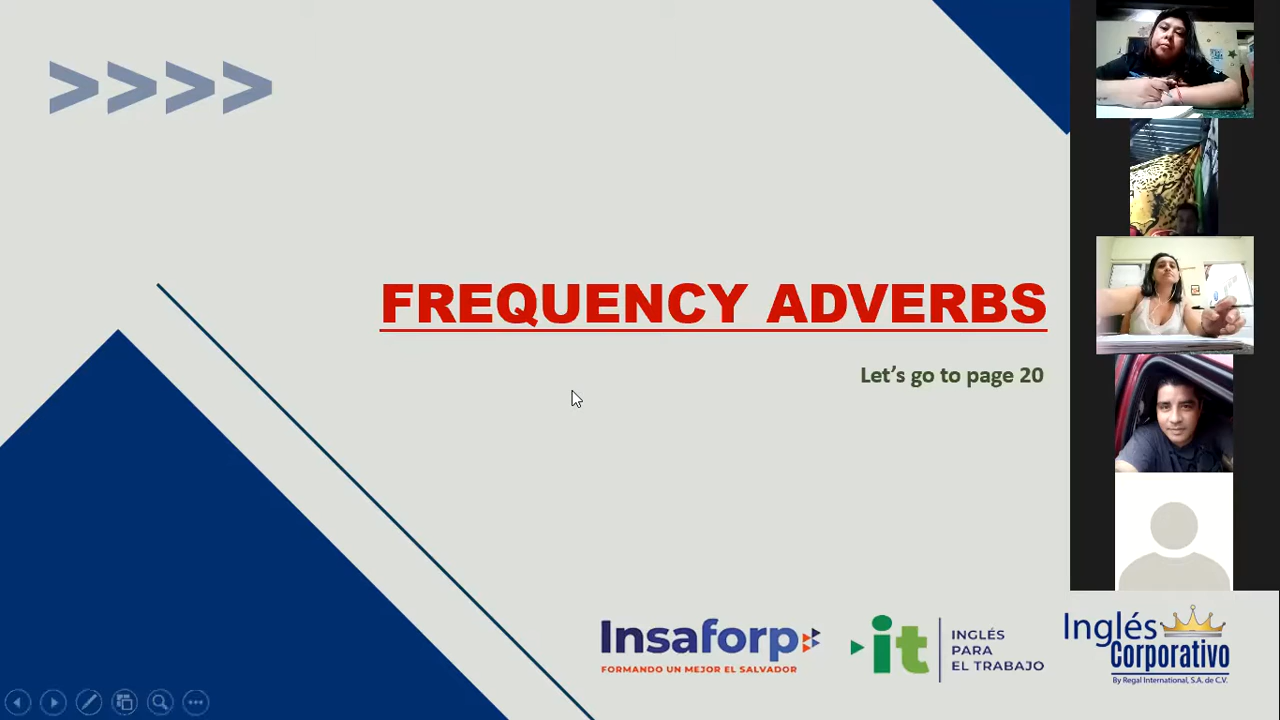 >>>>
FREQUENCY ADVERBS
Let's go to page 20
Insaforp
FORMANDO UN MEJOR EL SALVADOR
it
INGLÉS
PARA
EL TRABAJO
Inglés
Corporativo
By Regal International, S.A. de C.V.